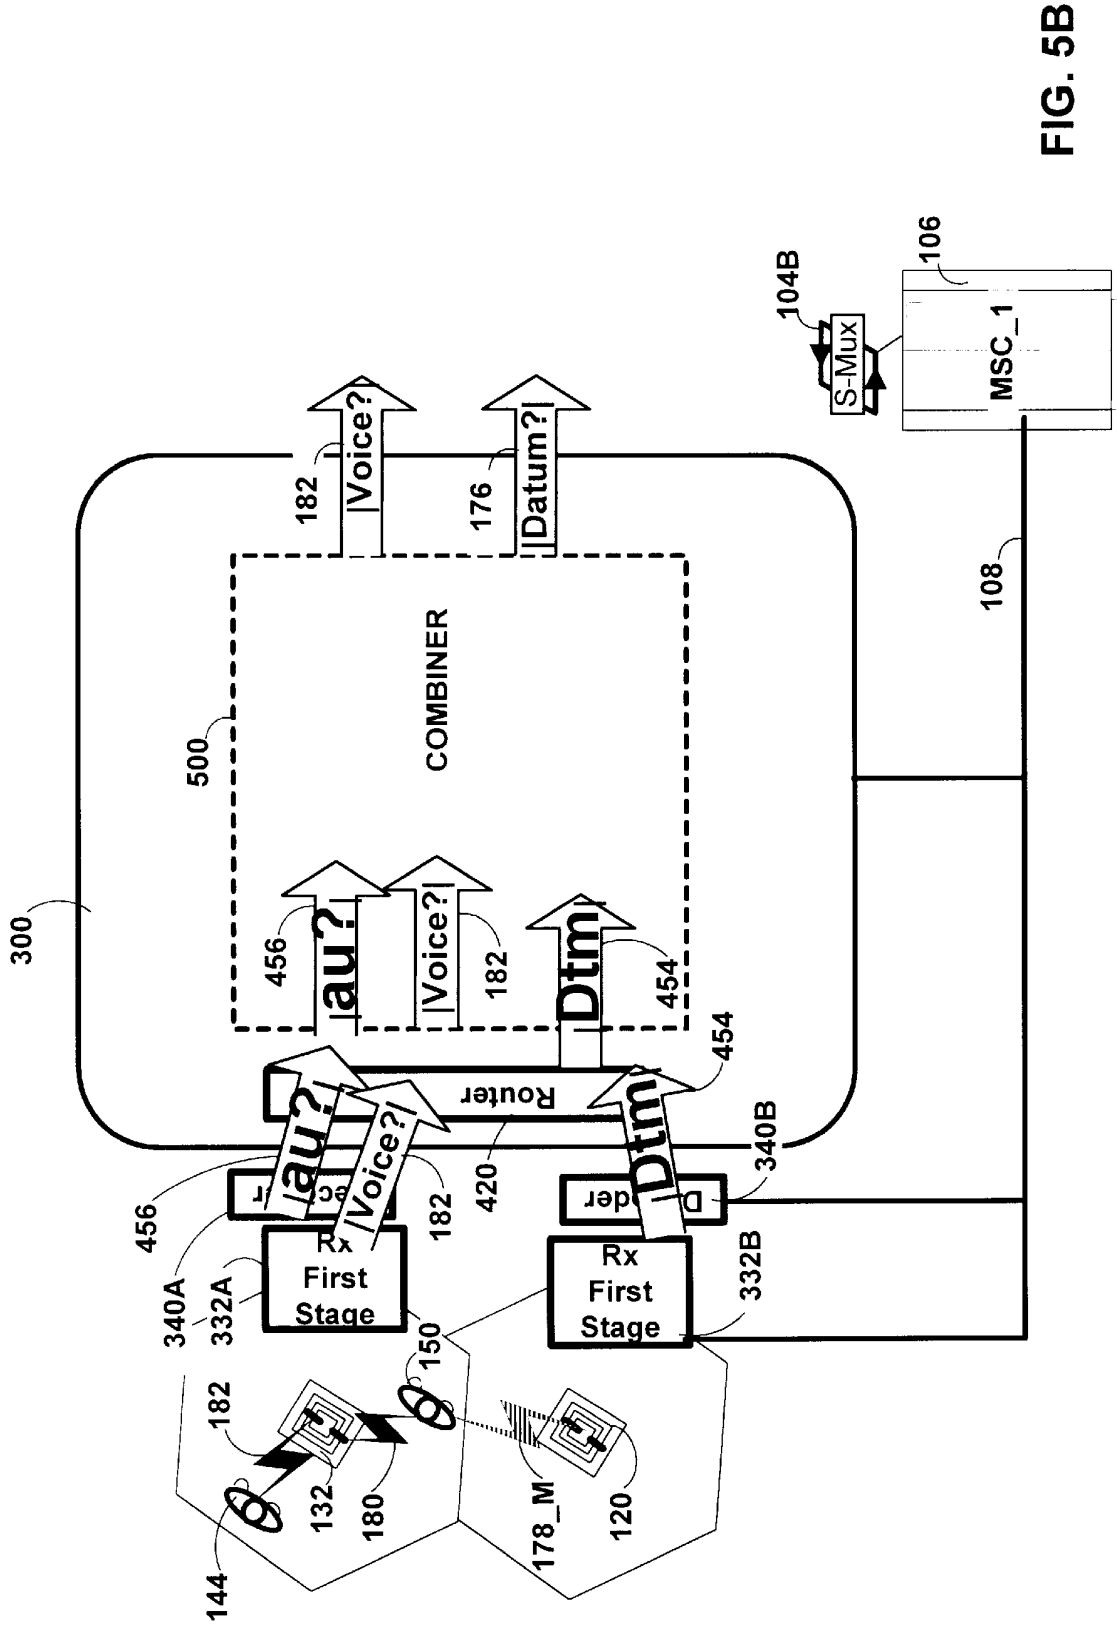 FIG. 5B
300
500
COMBINER
182
|Voice?|
176
|Datum?|
104B
S-Mux
106
MSC_1
108
456
|au?|
|Voice?|
182
Dtm|
454
Router
420
456
|au?|
|Voice?|
182
|Dtm|
454
340A
332A
Rx
First
Stage
340B
332B
Rx
First
Stage
150
182
132
180
144
178_M
120